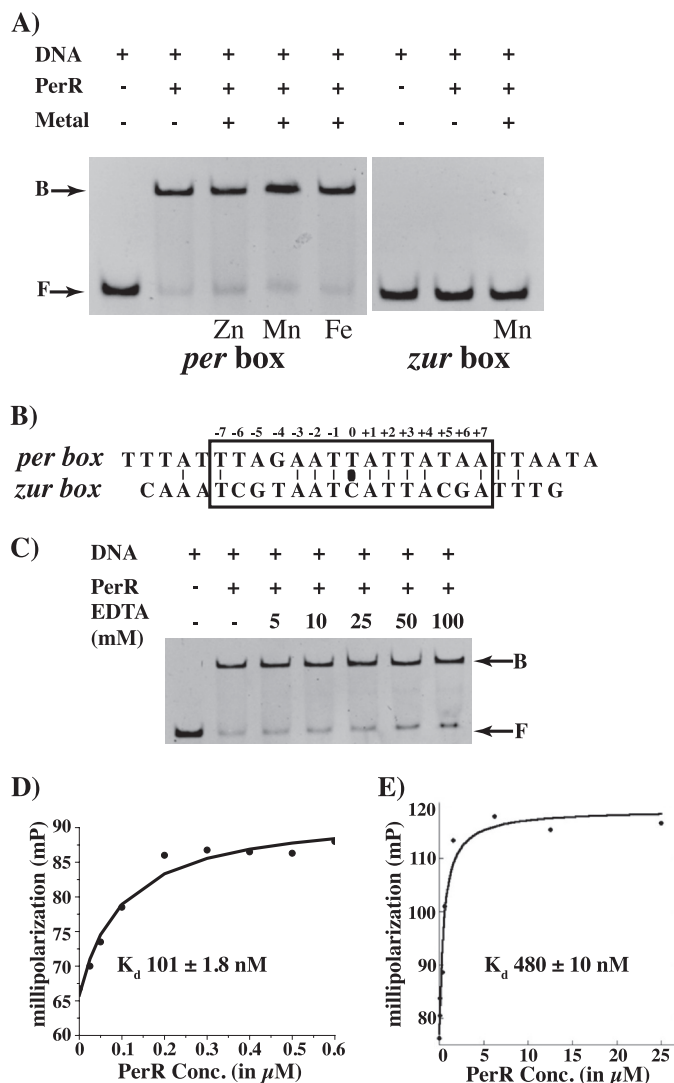 A)
DNA + + + + + + + +
PerR - + + + + - + +
Metal - - + + + - - +
B
F
Zn Mn Fe Mn
per box zur box
B)
-7 -6 -5 -4 -3 -2 -1 0 +1 +2 +3 +4 +5 +6 +7
per box T T T A T T T A G A A T T A T T A T A A T T A A T A
zur box C A A A T C G T A A T C A T T A C G A T T T G
C)
DNA + + + + + + +
PerR - + + + + + +
EDTA (mM) - - 5 10 25 50 100
B
F
D)
millipolarization (mP)
90
85
80
75
70
65
60
0 0.1 0.2 0.3 0.4 0.5 0.6
PerR Conc. (in µM)
Kd 101 ± 1.8 nM
E)
millipolarization (mP)
120
110
100
90
80
0 5 10 15 20 25
PerR Conc. (in µM)
Kd 480 ± 10 nM